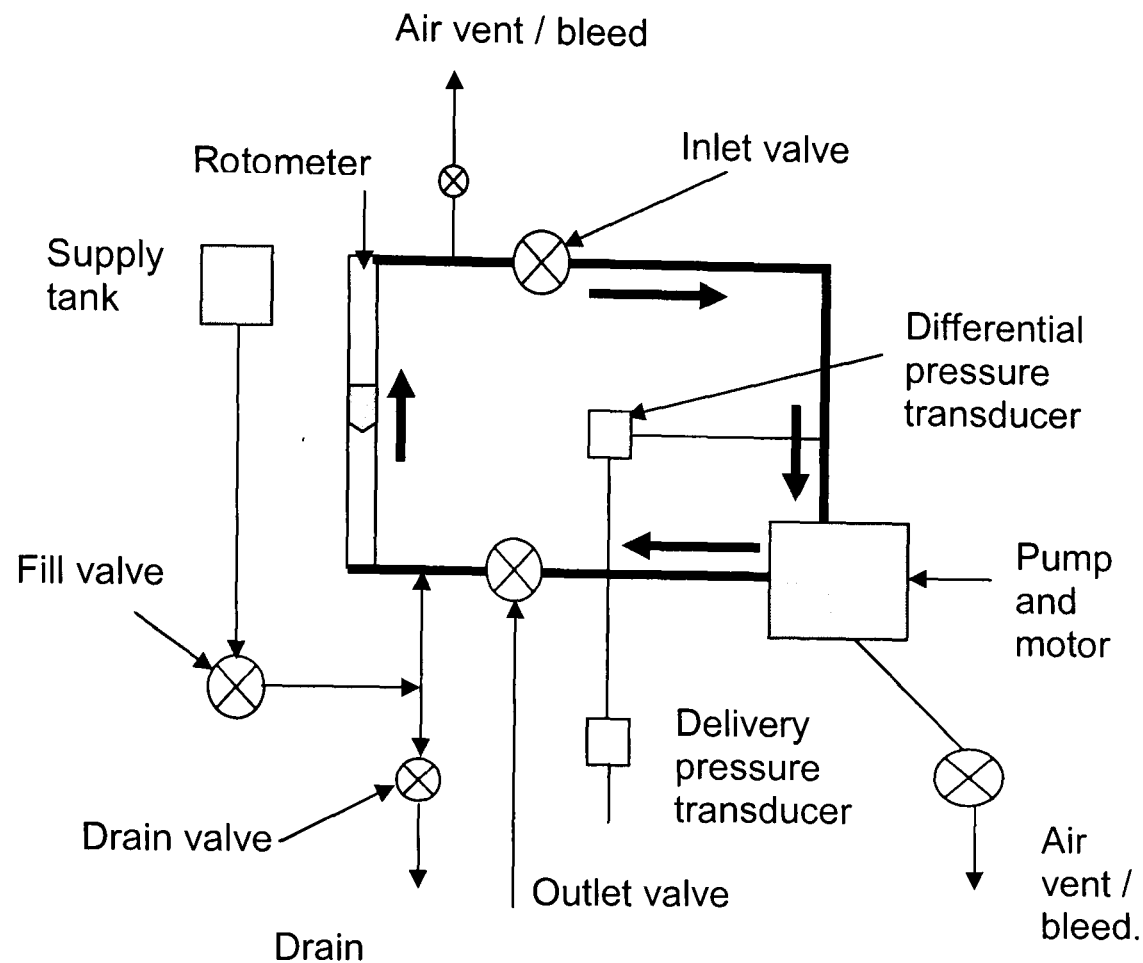 Air vent / bleed
Rotometer
Inlet valve
Supply
tank
Differential
pressure
transducer
Fill valve
Pump
and
motor
Delivery
pressure
transducer
Drain valve
Air
vent /
bleed.
Outlet valve
Drain